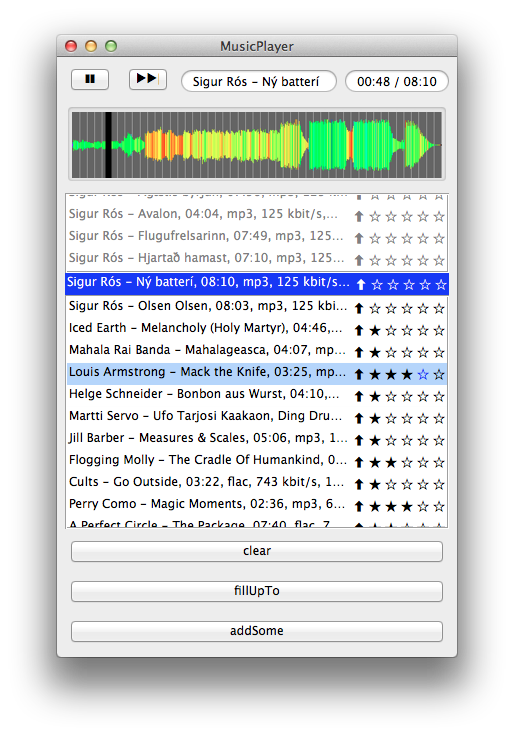 MusicPlayer
Sigur Rós – Ný batterí
00:48 / 08:10
Sigur Rós – Avalon, 04:04, mp3, 125 kbit/s,...
Sigur Rós – Flugufrelsarinn, 07:49, mp3, 125...
Sigur Rós – Hjartað hamast, 07:10, mp3, 125...
Sigur Rós – Ný batterí, 08:10, mp3, 125 kbit/s...
Sigur Rós – Olsen Olsen, 08:03, mp3, 125 kbi...
Iced Earth – Melancholy (Holy Martyr), 04:46,...
Mahala Rai Banda – Mahalageasca, 04:07, mp...
Louis Armstrong – Mack the Knife, 03:25, mp...
Helge Schneider – Bonbon aus Wurst, 04:10,...
Martti Servo – Ufo Tarjosi Kaakaon, Ding Dru...
Jill Barber – Measures & Scales, 05:06, mp3, 1...
Flogging Molly – The Cradle Of Humankind, 0...
Cults – Go Outside, 03:22, flac, 743 kbit/s, 1...
Perry Como – Magic Moments, 02:36, mp3, 6...
A Perfect Circle – The Package, 07:40, flac, 7...
clear
fillUpTo
addSome